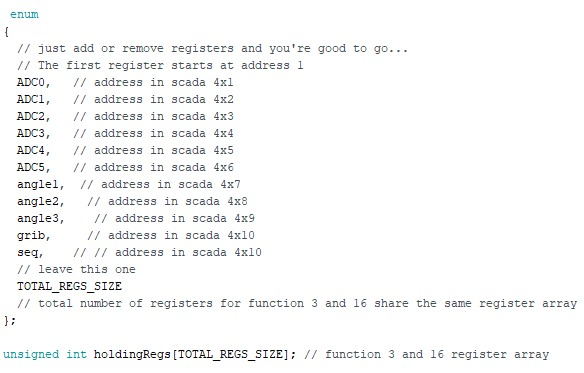 enum
{
// just add or remove registers and you're good to go...
// The first register starts at address 1
ADC0, // address in scada 4x1
ADC1, // address in scada 4x2
ADC2, // address in scada 4x3
ADC3, // address in scada 4x4
ADC4, // address in scada 4x5
ADC5, // address in scada 4x6
angle1, // address in scada 4x7
angle2, // address in scada 4x8
angle3, // address in scada 4x9
grib, // address in scada 4x10
seq, // // address in scada 4x10
// leave this one
TOTAL_REGS_SIZE
// total number of registers for function 3 and 16 share the same register array
};
unsigned int holdingRegs[TOTAL_REGS_SIZE]; // function 3 and 16 register array